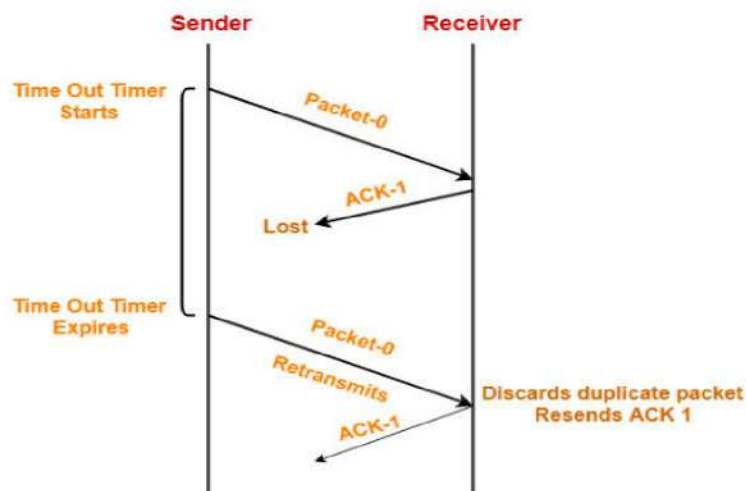 Sender
Receiver
Time Out Timer
Starts
Packet-0
ACK-1
Lost
Time Out Timer
Expires
Packet-0
Retransmits
Discards duplicate packet
Resends ACK 1
ACK-1